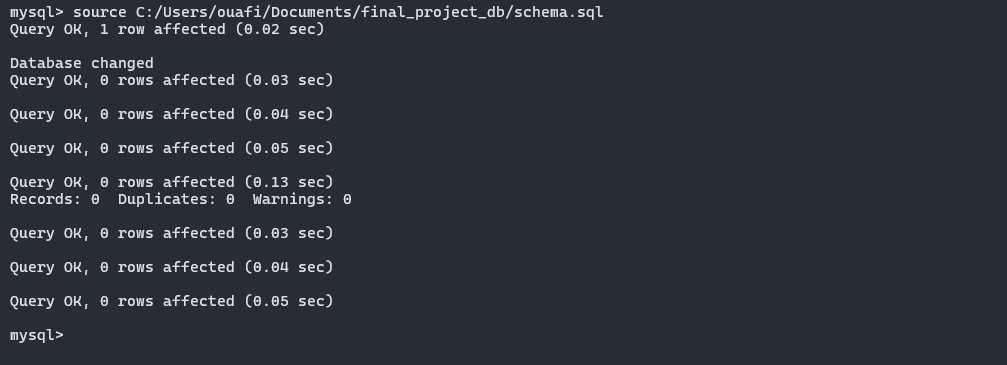 mysql> source C:/Users/ouafi/Documents/final_project_db/schema.sql
Query OK, 1 row affected (0.02 sec)
Database changed
Query OK, 0 rows affected (0.03 sec)
Query OK, 0 rows affected (0.04 sec)
Query OK, 0 rows affected (0.05 sec)
Query OK, 0 rows affected (0.13 sec)
Records: 0  Duplicates: 0  Warnings: 0
Query OK, 0 rows affected (0.03 sec)
Query OK, 0 rows affected (0.04 sec)
Query OK, 0 rows affected (0.05 sec)
mysql>